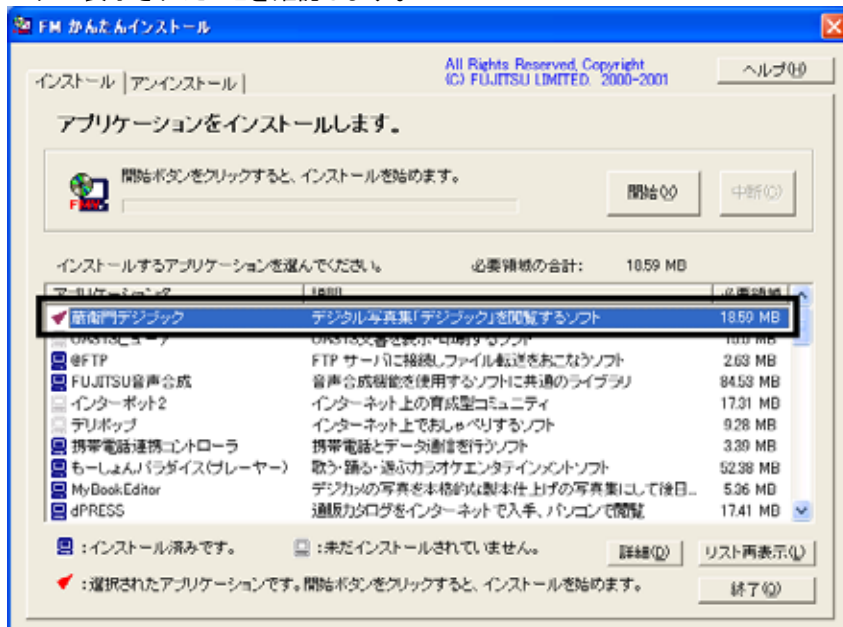 FM かんたんインストール
インストール アンインストール
All Rights Reserved, Copyright
(C) FUJITSU LIMITED. 2000-2001
ヘルプ(H)
アプリケーションをインストールします。
開始ボタンをクリックすると、インストールを始めます。
開始(X) 中断(C)
インストールするアプリケーションを選んでください。 必要領域の合計: 18.59 MB
蔵衛門デジブック デジタル写真集「デジブック」を閲覧するソフト 18.59 MB
@FTP FTP サーバに接続しファイル転送をおこなうソフト 2.63 MB
FUJITSU音声合成 音声合成機能を使用するソフトに共通のライブラリ 84.53 MB
インターポット2 インターネット上の育成型コミュニティ 17.31 MB
デリポップ インターネット上でおしゃべりするソフト 9.28 MB
携帯電話連携コントローラ 携帯電話とデータ通信を行うソフト 3.39 MB
もーしょんパラダイス(プレーヤー) 歌う・踊る・遊ぶカラオケエンタテインメントソフト 52.38 MB
MyBookEditor デジカメの写真を本格的な製本仕上げの写真集にして後日... 5.36 MB
dPRESS 通販カタログをインターネットで入手、パソコンで閲覧 17.41 MB
:インストール済みです。 :未だインストールされていません。 詳細(D) リスト再表示(L)
:選択されたアプリケーションです。開始ボタンをクリックすると、インストールを始めます。
終了(Q)